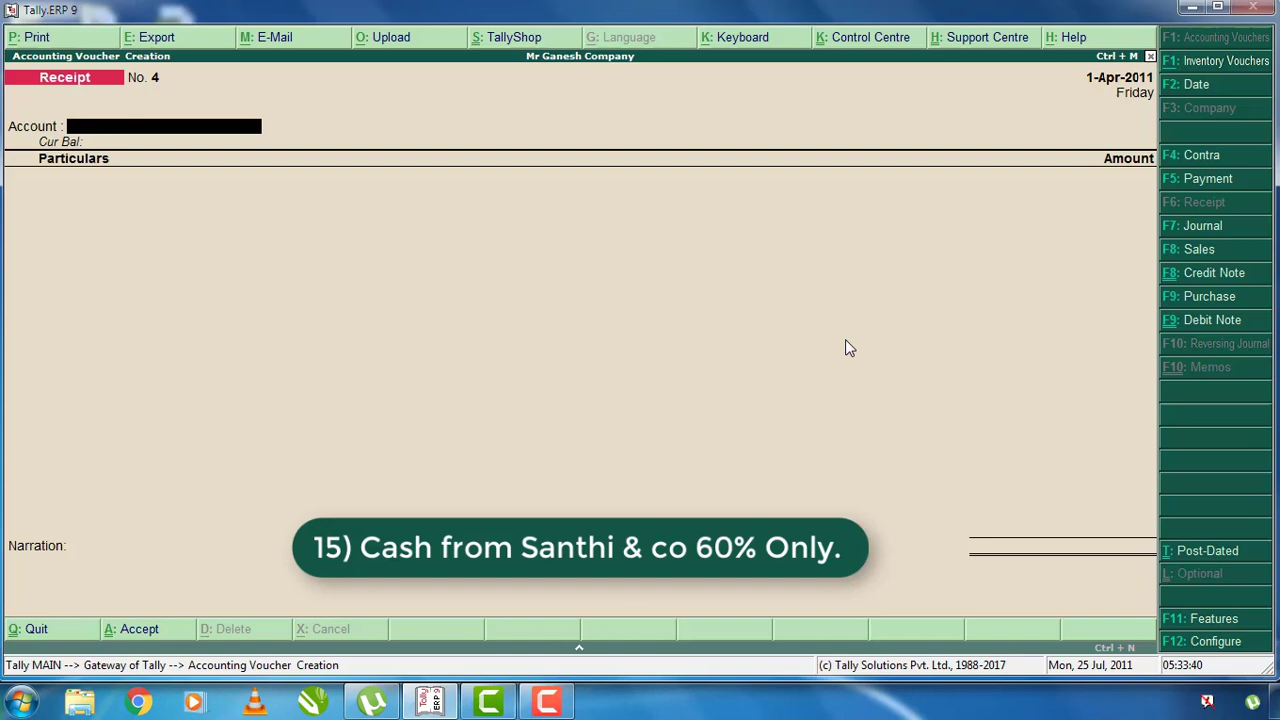 Tally.ERP 9
P: Print E: Export M: E-Mail O: Upload S: TallyShop G: Language K: Keyboard K: Control Centre H: Support Centre H: Help
Accounting Voucher Creation Mr Ganesh Company Ctrl + M
Receipt No. 4 1-Apr-2011
Friday
Account :
Cur Bal:
Particulars Amount
Narration:
15) Cash from Santhi & co 60% Only.
F1: Accounting Vouchers
F1: Inventory Vouchers
F2: Date
F3: Company
F4: Contra
F5: Payment
F6: Receipt
F7: Journal
F8: Sales
F8: Credit Note
F9: Purchase
F9: Debit Note
F10: Reversing Journal
F10: Memos
T: Post-Dated
L: Optional
F11: Features
F12: Configure
Q: Quit A: Accept D: Delete X: Cancel
Ctrl + N
Tally MAIN --> Gateway of Tally --> Accounting Voucher Creation (c) Tally Solutions Pvt. Ltd., 1988-2017 Mon, 25 Jul, 2011 05:33:40